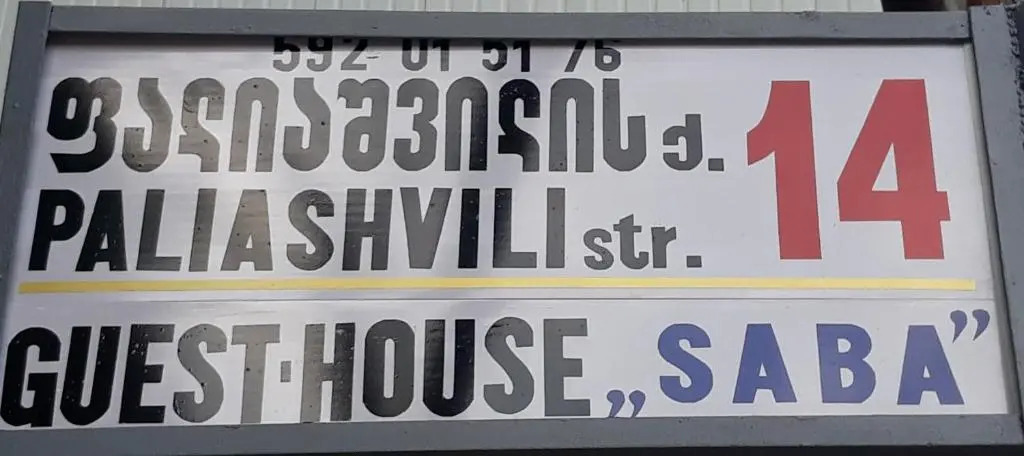 592 01 51 76
ფალიაშვილის ქ. 14
PALIASHVILI str.
GUEST-HOUSE „SABA”